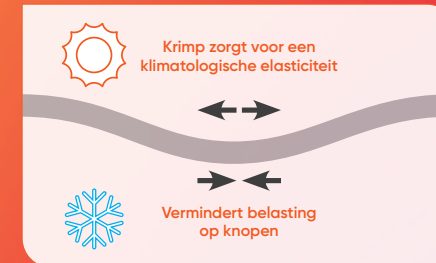 Krimp zorgt voor een
klimatologische elasticiteit
Vermindert belasting
op knopen